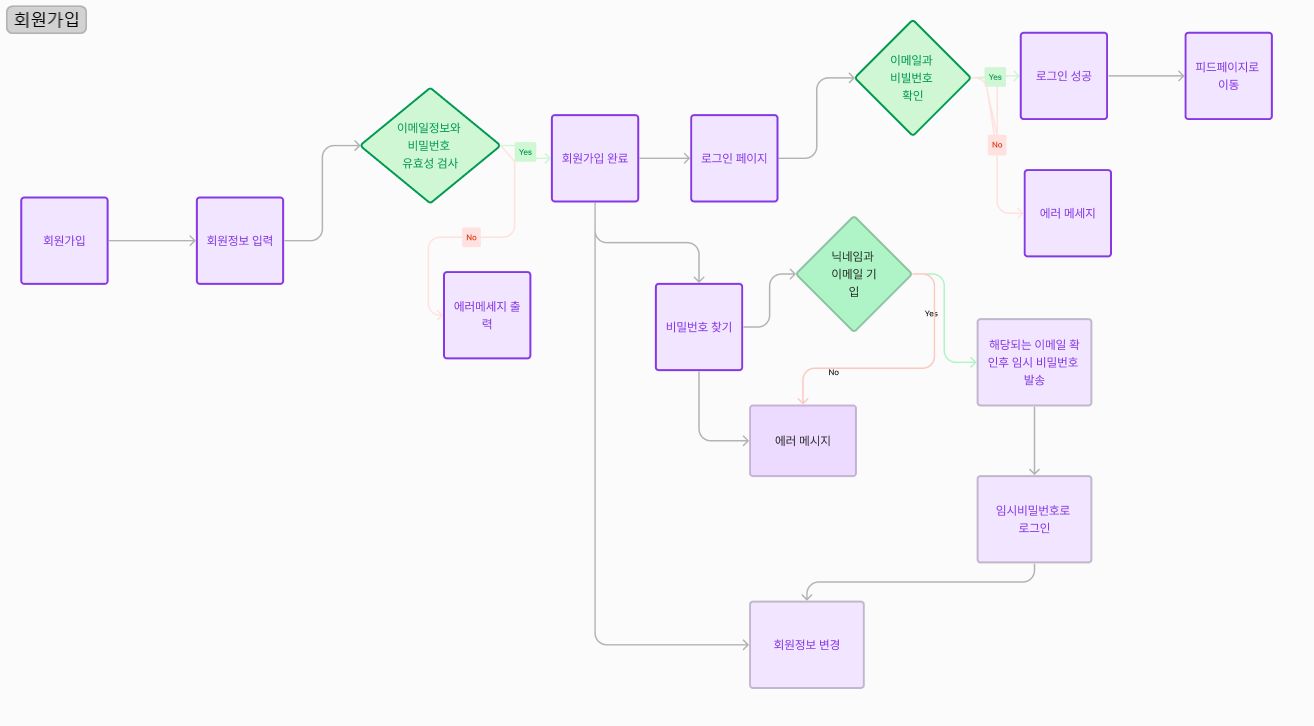 회원가입
이메일과
비빌번호
확인
Yes
로그인 성공
피드페이지로
이동
이메일정보와
비밀번호
유효성 검사
Yes
회원가입 완료
로그인 페이지
No
에러 메세지
회원가입
회원정보 입력
No
에러메세지 출
력
닉네임과
이메일 기
입
비밀번호 찾기
Yes
No
해당되는 이메일 확
인후 임시 비밀번호
발송
에러 메시지
임시비밀번호로
로그인
회원정보 변경